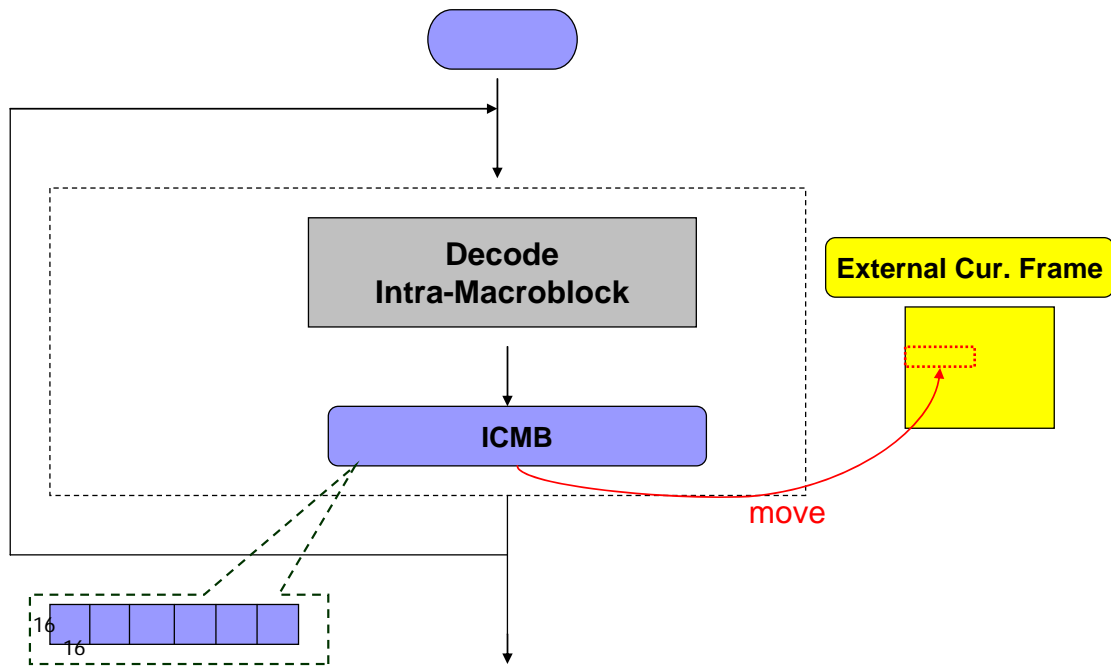 Decode
Intra-Macroblock
External Cur. Frame
ICMB
move
16
16